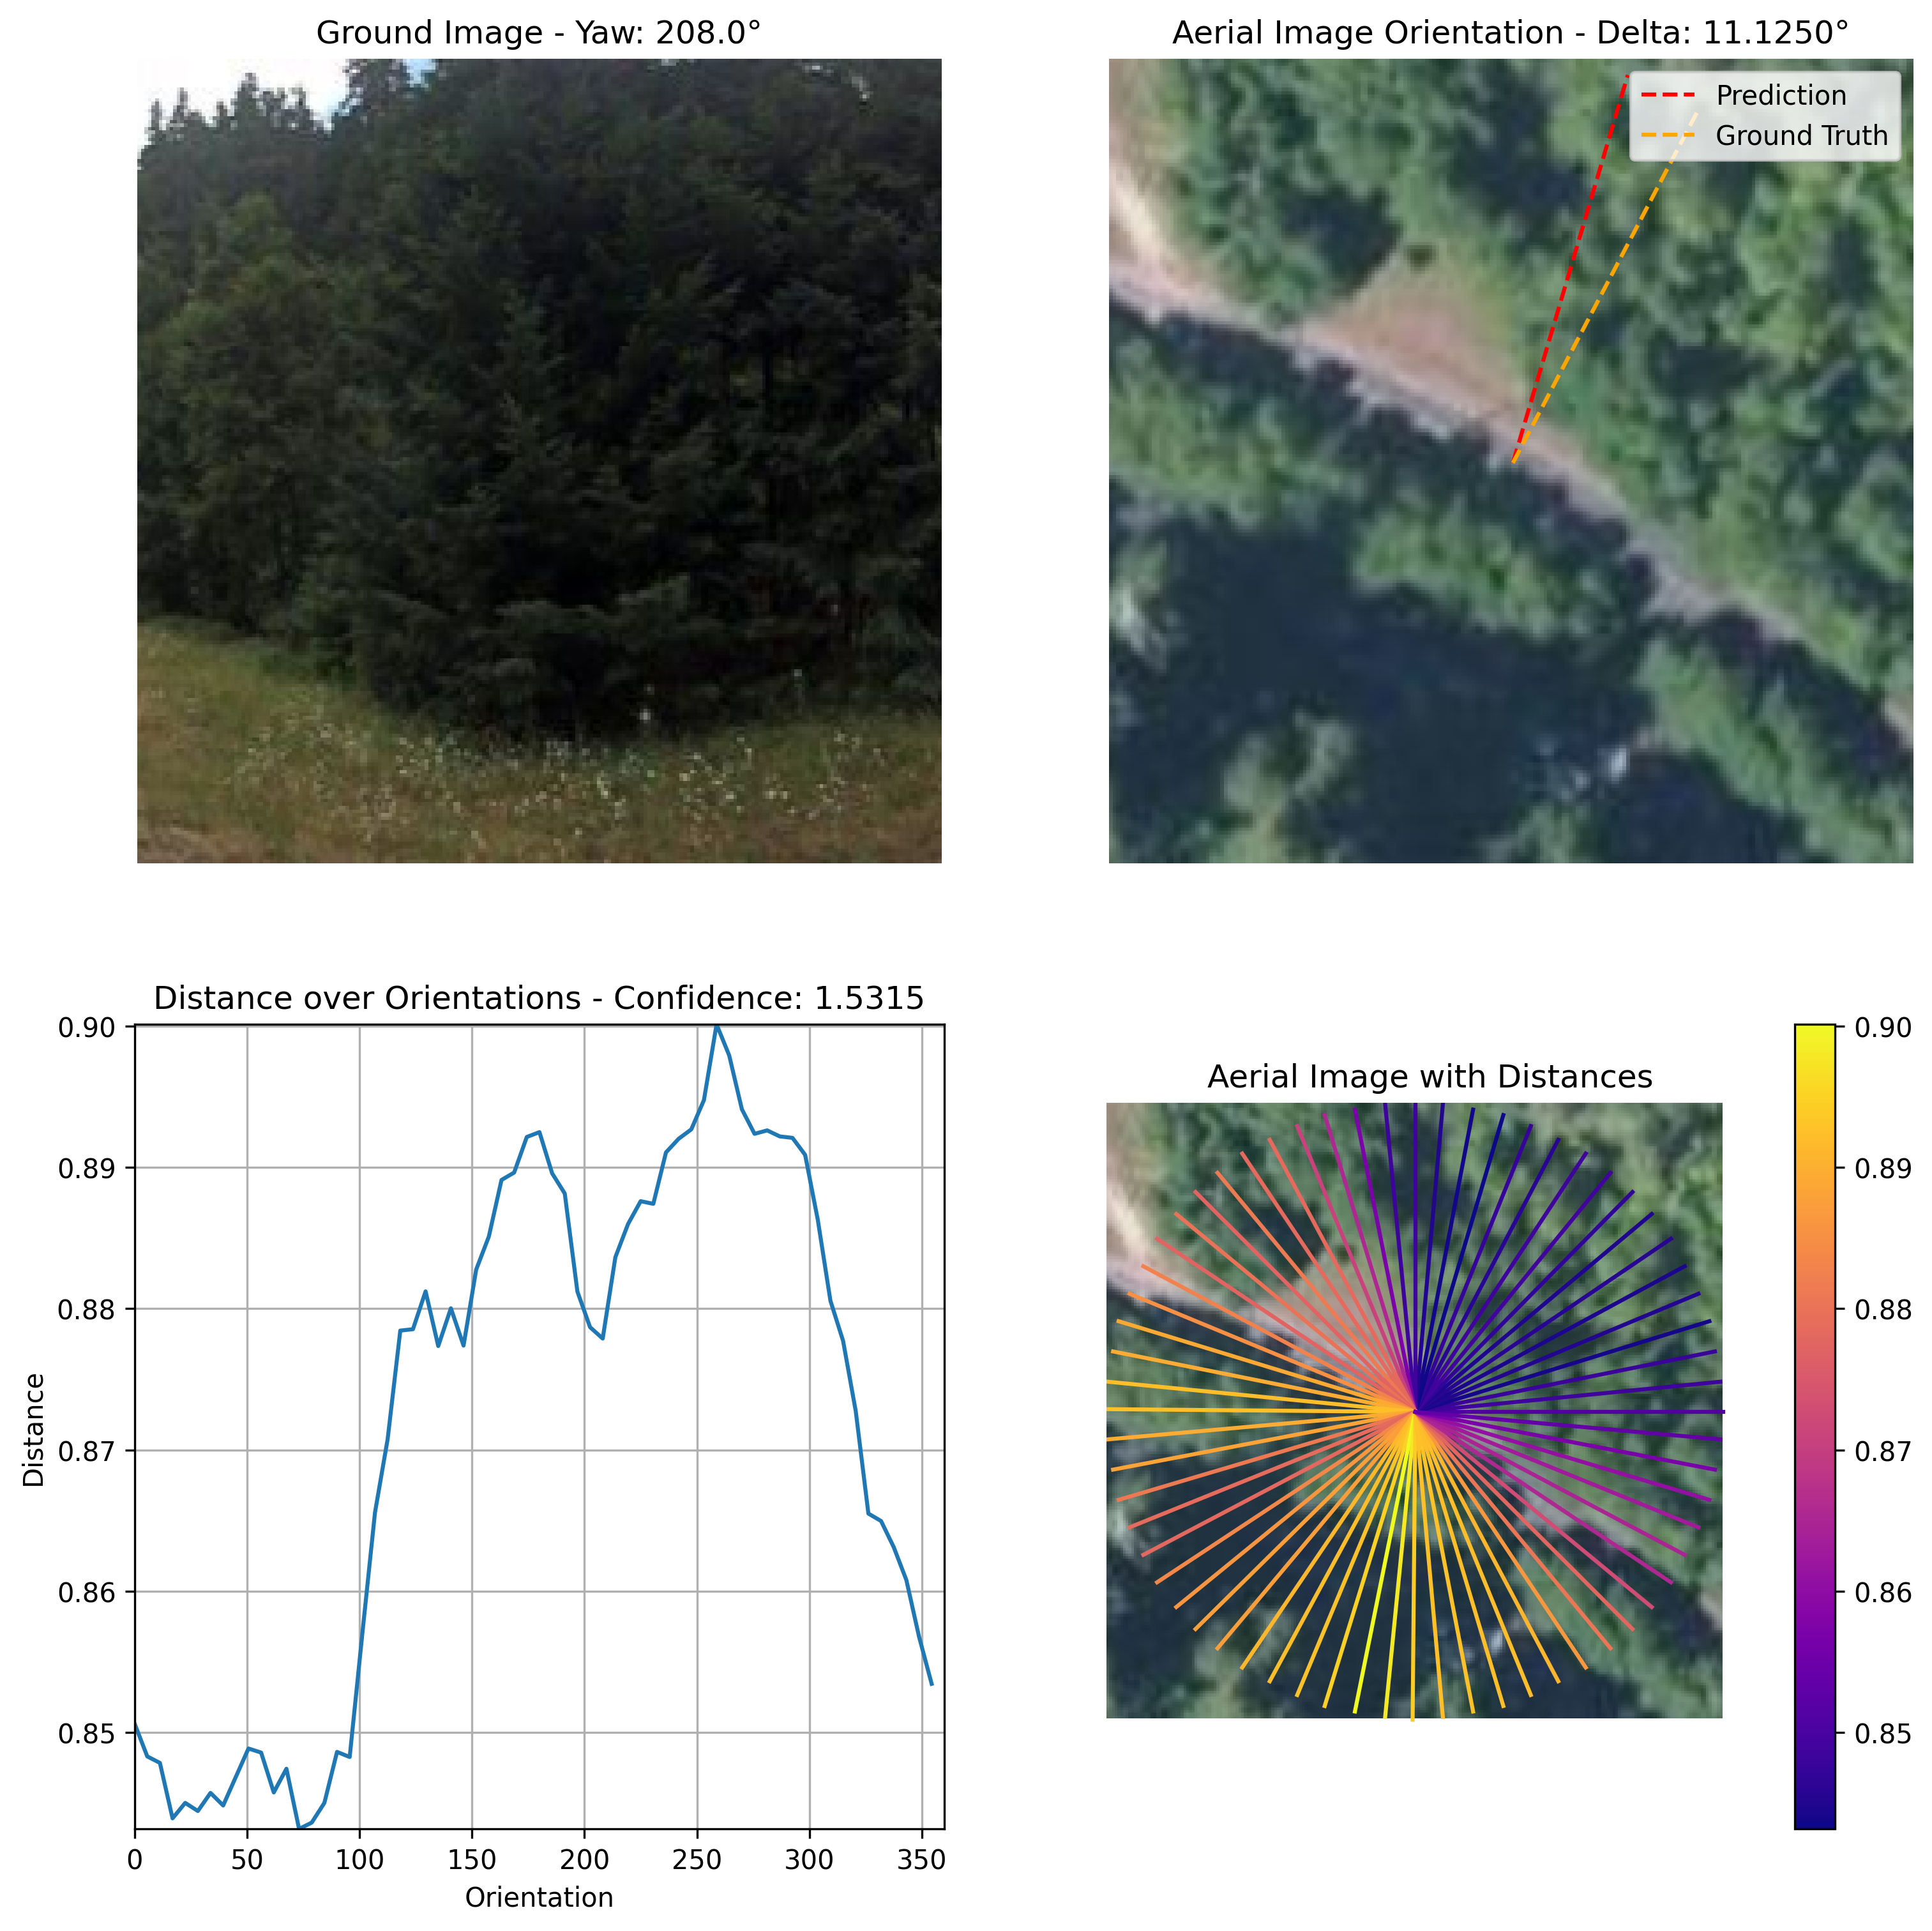 Ground Image - Yaw: 208.0°
Aerial Image Orientation - Delta: 11.1250°
Prediction
Ground Truth
Distance over Orientations - Confidence: 1.5315
Distance
0.90
0.89
0.88
0.87
0.86
0.85
0 50 100 150 200 250 300 350
Orientation
Aerial Image with Distances
0.90
0.89
0.88
0.87
0.86
0.85